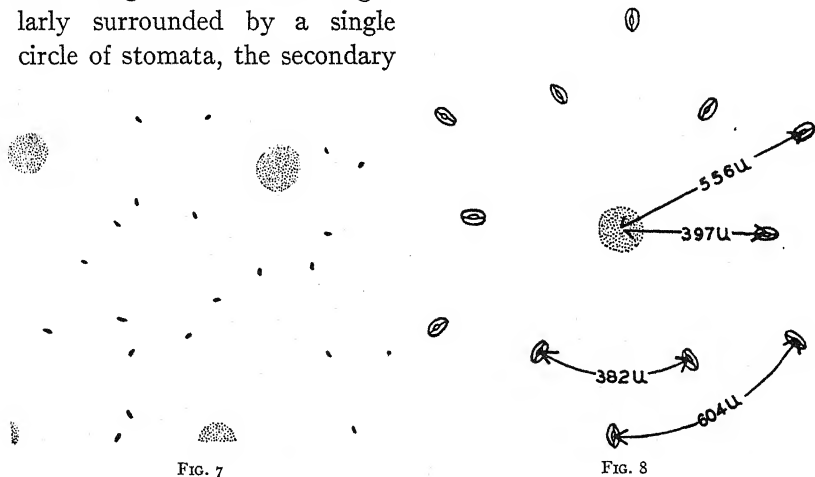 larly surrounded by a single
circle of stomata, the secondary
556U
397U
382U
604U
FIG. 7
FIG. 8